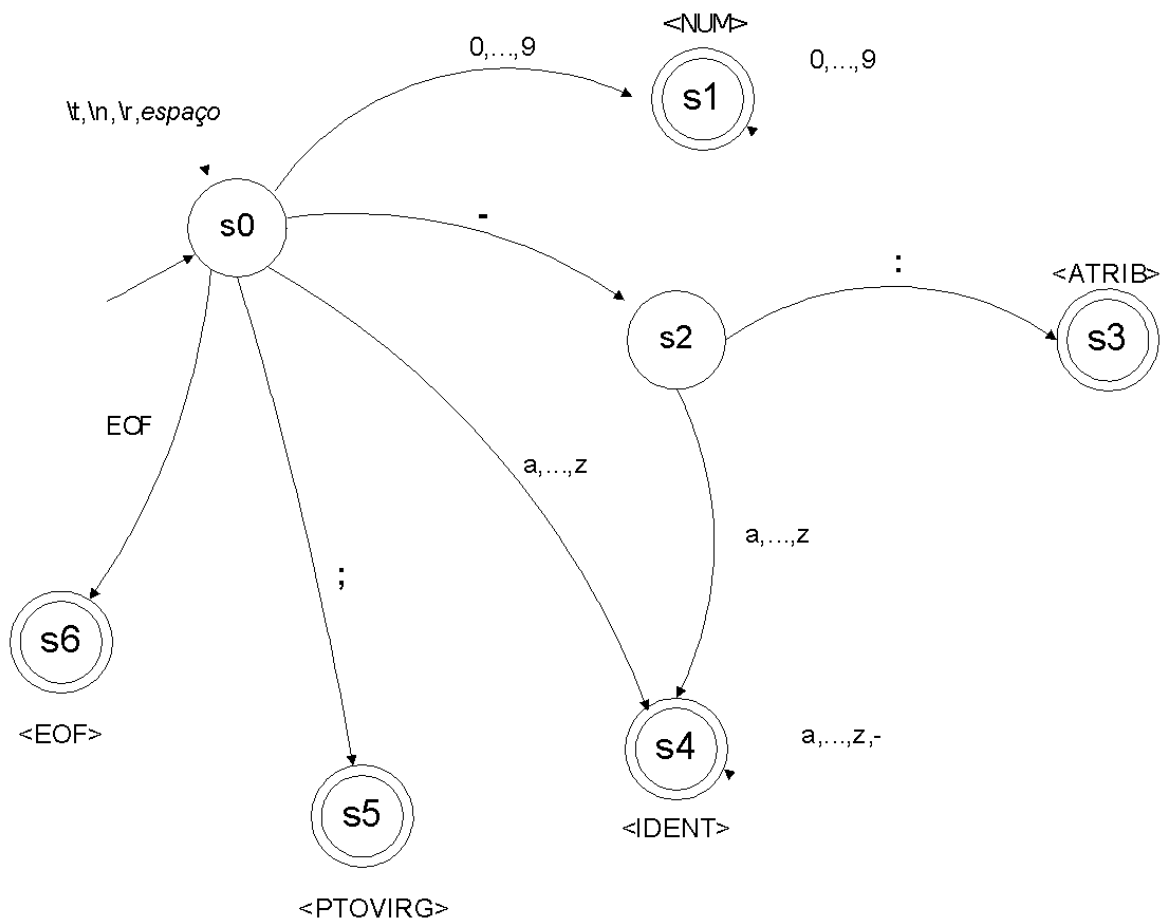 <NUM>
0,...,9
0,...,9
s1
\t,\n,\r,espaço
s0
-
:
<ATRIB>
s2
s3
EOF
a,...,z
a,...,z
;
s6
<EOF>
s4
a,...,z,-
s5
<IDENT>
<PTOVIRG>